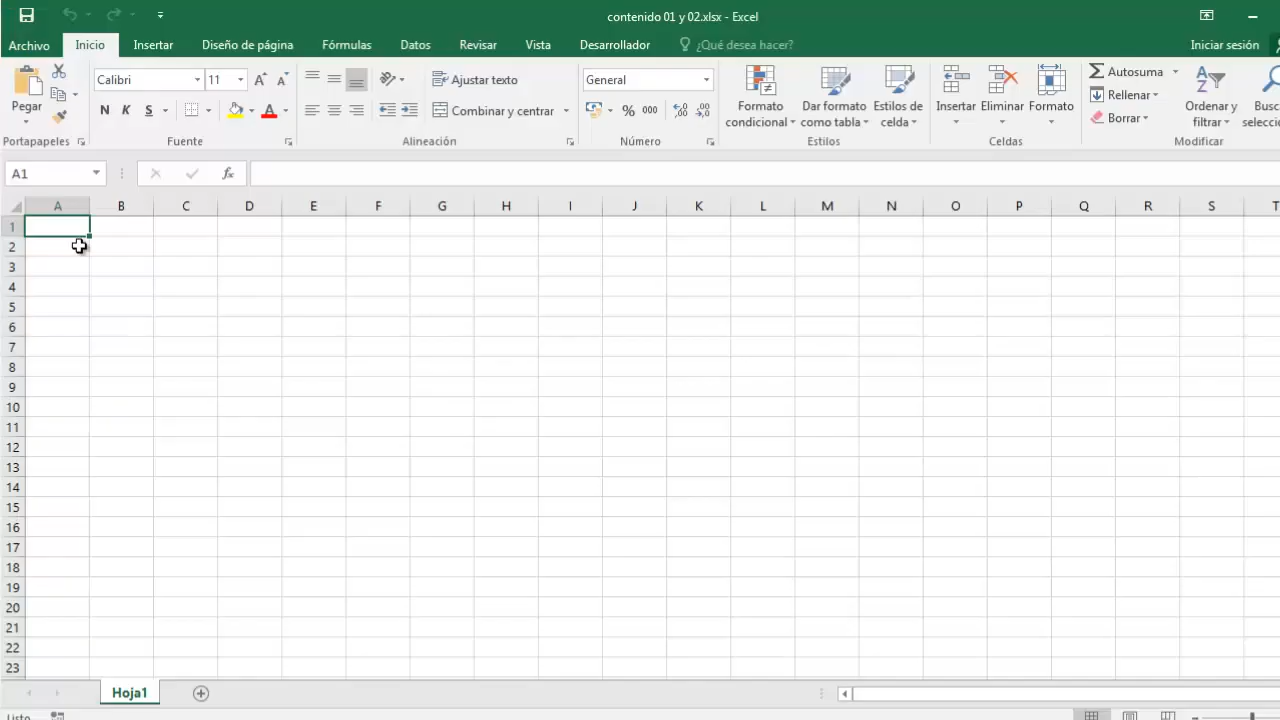 contenido 01 y 02.xlsx - Excel
Archivo Inicio Insertar Diseño de página Fórmulas Datos Revisar Vista Desarrollador ¿Qué desea hacer? Iniciar sesión
Pegar
Portapapeles
Calibri 11
N K S
Fuente
Ajustar texto
Combinar y centrar
Alineación
General
% 000
Número
Formato condicional
Dar formato como tabla
Estilos de celda
Estilos
Insertar Eliminar Formato
Celdas
Autosuma
Rellenar
Borrar
Ordenar y filtrar
Modificar
A1 fx
A B C D E F G H I J K L M N O P Q R S T
1
2
3
4
5
6
7
8
9
10
11
12
13
14
15
16
17
18
19
20
21
22
23
Hoja1
Listo